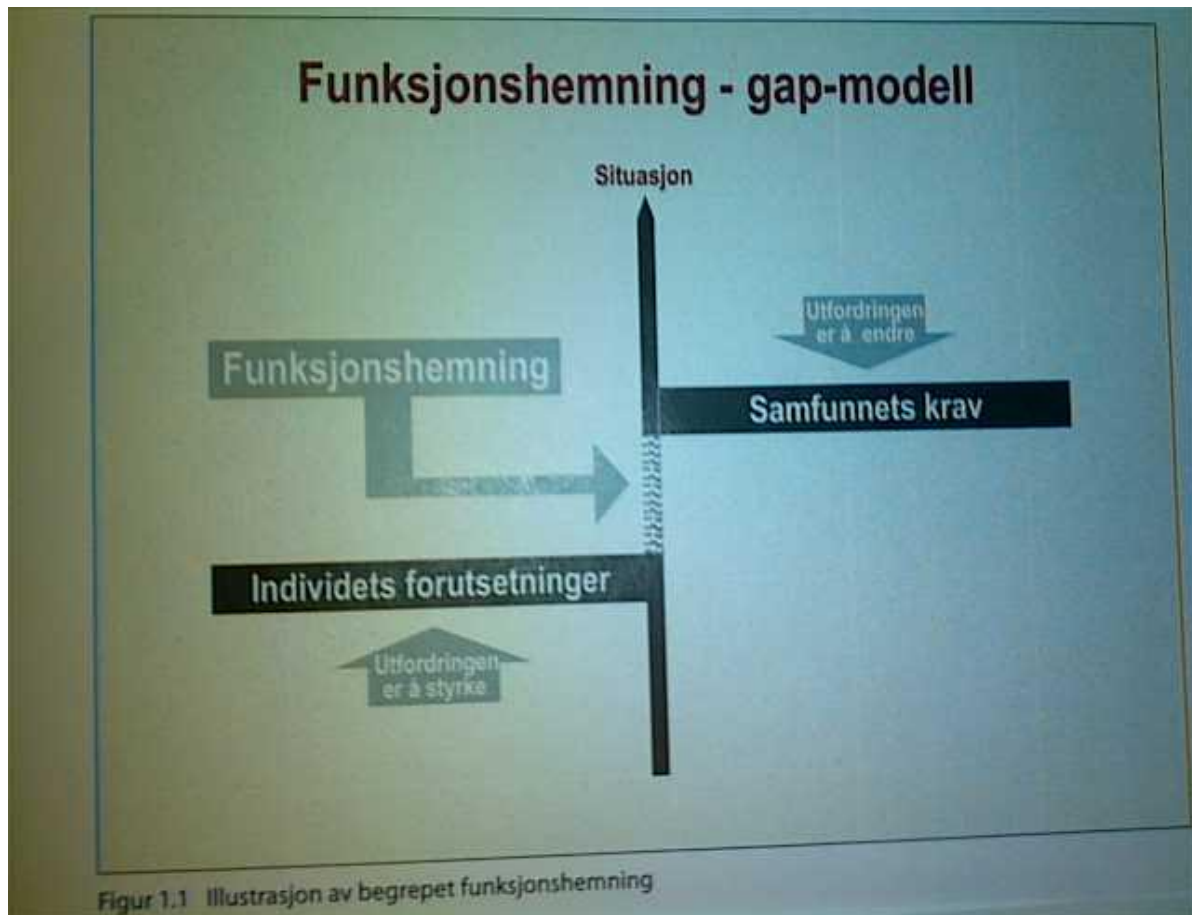 Funksjonshemning - gap-modell
Situasjon
Utfordringen
er å endre
Funksjonshemning
Samfunnets krav
Individets forutsetninger
Utfordringen
er å styrke
Figur 1.1 Illustrasjon av begrepet funksjonshemning